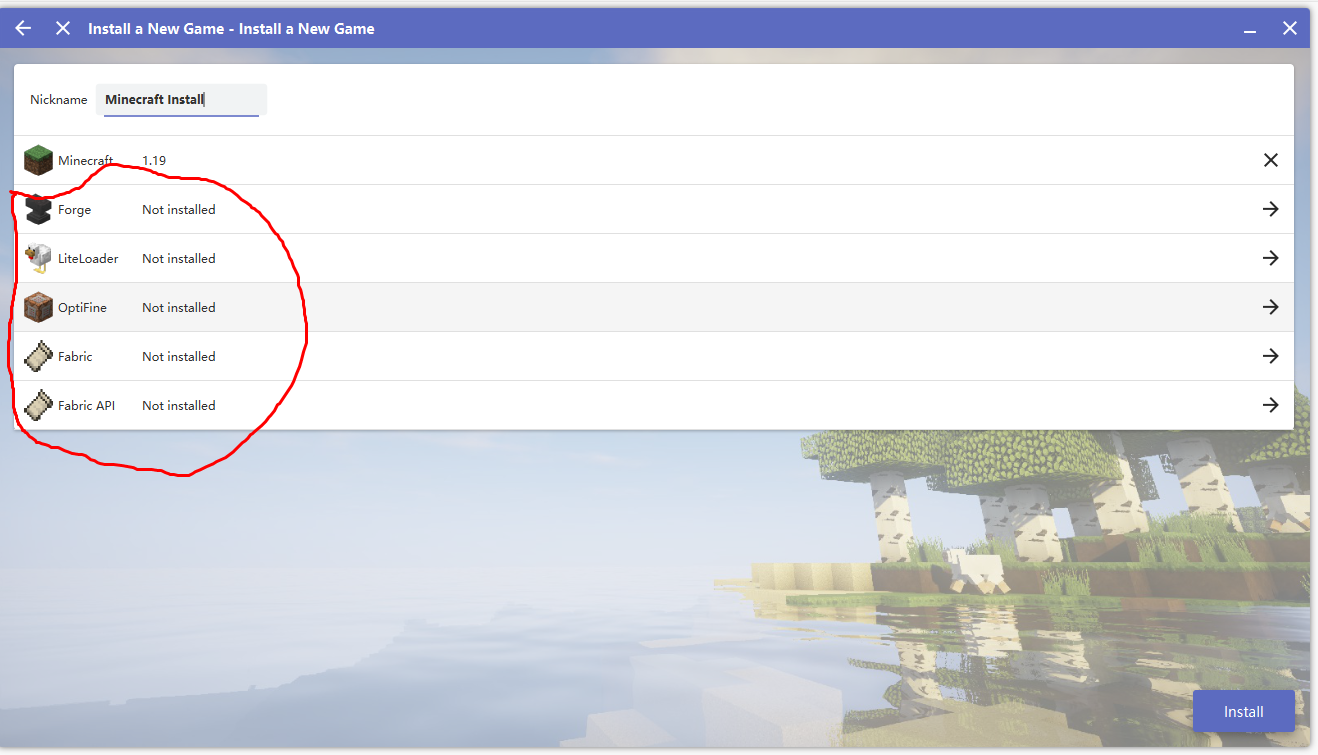 Install a New Game - Install a New Game
Nickname Minecraft Install
Minecraft 1.19
Forge Not installed
LiteLoader Not installed
OptiFine Not installed
Fabric Not installed
Fabric API Not installed
Install